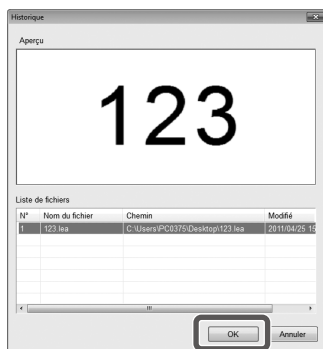 Historique
Aperçu
123
Liste de fichiers
N° Nom du fichier Chemin Modifié
1 123.lea C:\Users\PC0375\Desktop\123.lea 2011/04/25 15
OK Annuler